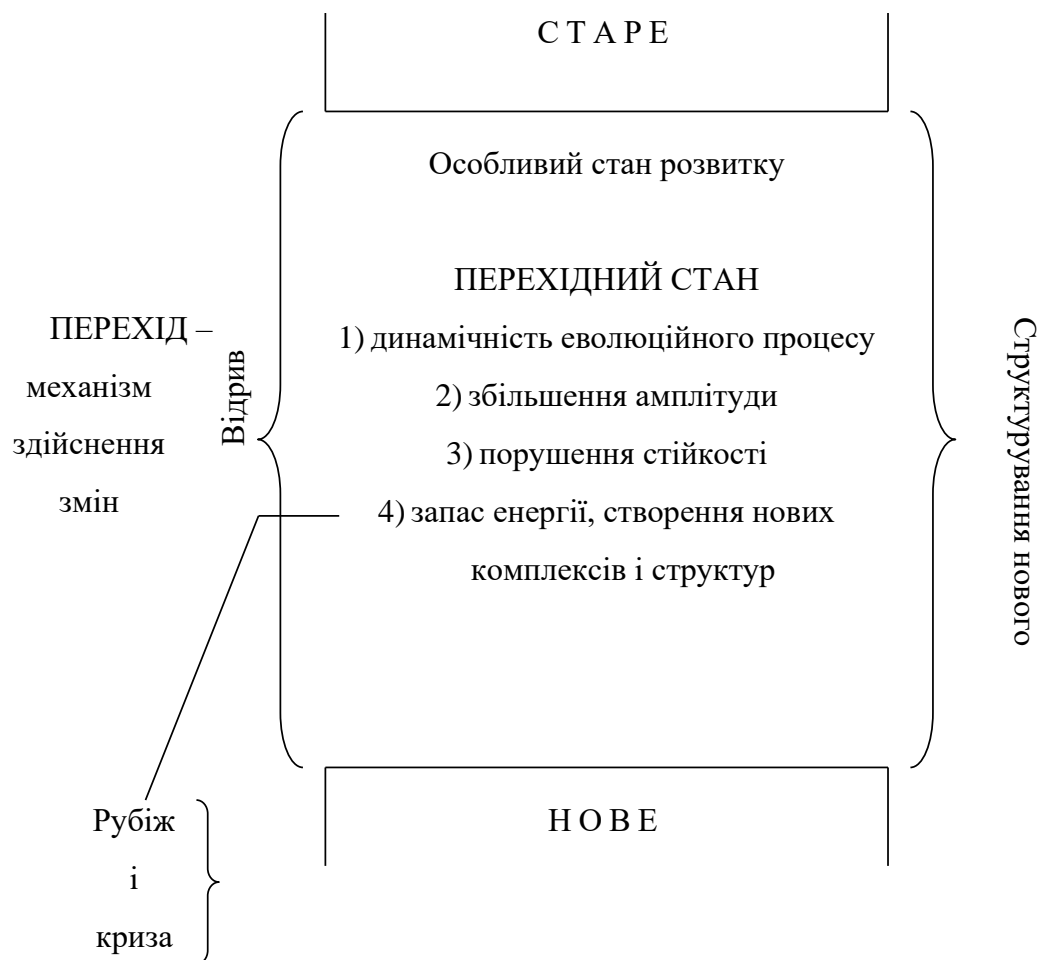 С Т А Р Е
Особливий стан розвитку
ПЕРЕХІДНИЙ СТАН
1) динамічність еволюційного процесу
2) збільшення амплітуди
3) порушення стійкості
4) запас енергії, створення нових
комплексів і структур
ПЕРЕХІД –
механізм
здійснення
змін
Відрив
Структурування нового
Н О В Е
Рубіж
і
криза